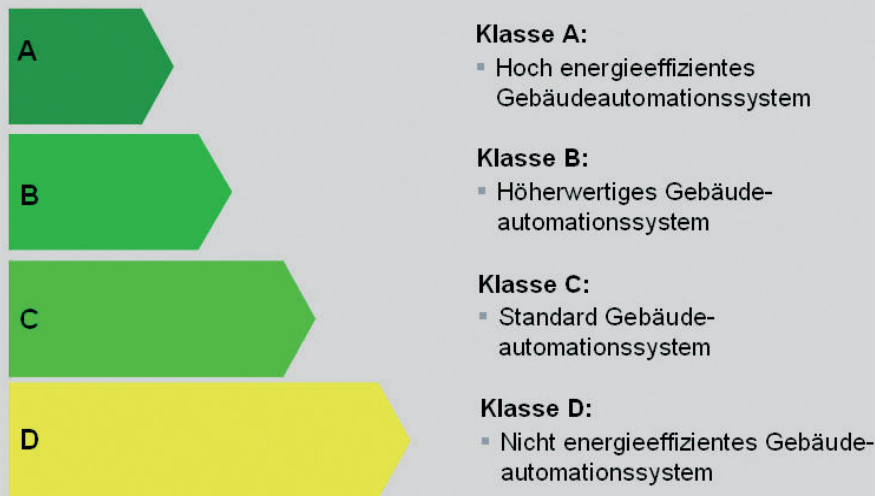 A
Klasse A:
▪ Hoch energieeffizientes
Gebäudeautomationssystem
B
Klasse B:
▪ Höherwertiges Gebäude-
automationssystem
C
Klasse C:
▪ Standard Gebäude-
automationssystem
D
Klasse D:
▪ Nicht energieeffizientes Gebäude-
automationssystem